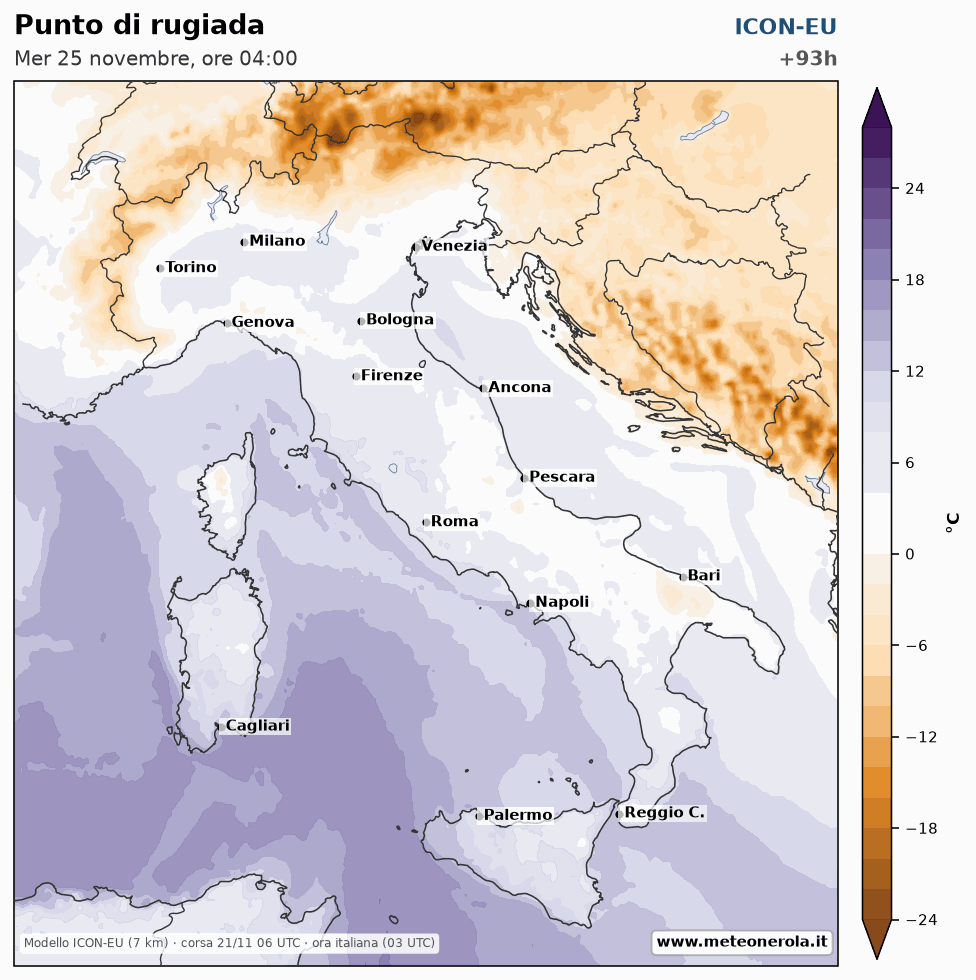 Punto di rugiada
ICON-EU
Mer 25 novembre, ore 04:00
+93h
Milano
Venezia
Torino
Genova
Bologna
Firenze
Ancona
Pescara
Roma
Bari
Napoli
Cagliari
Palermo
Reggio C.
24
18
12
6
0
−6
−12
−18
−24
°C
Modello ICON-EU (7 km) · corsa 21/11 06 UTC · ora italiana (03 UTC)
www.meteonerola.it